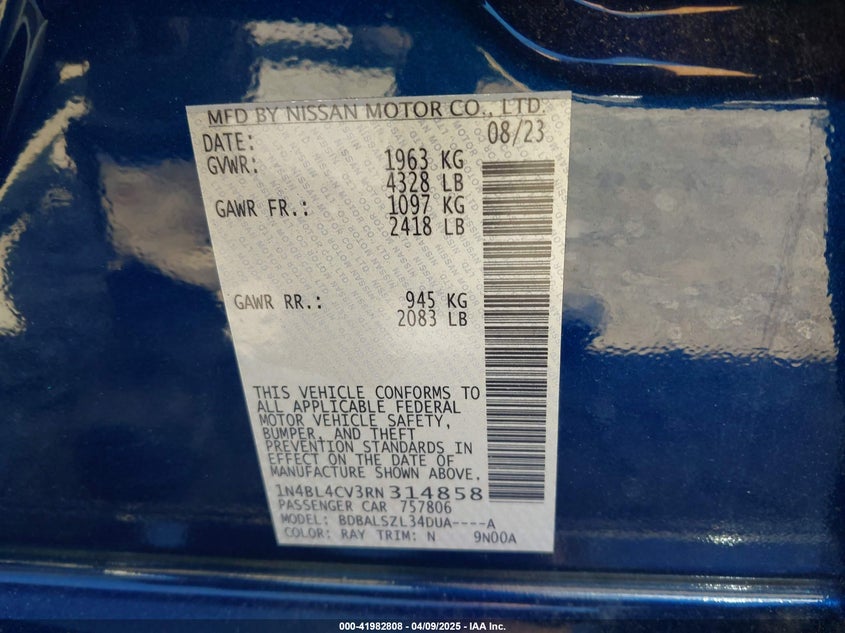 MFD BY NISSAN MOTOR CO., LTD.
DATE: 08/23
GVWR: 1963 KG
4328 LB
GAWR FR.: 1097 KG
2418 LB
GAWR RR.: 945 KG
2083 LB
THIS VEHICLE CONFORMS TO
ALL APPLICABLE FEDERAL
MOTOR VEHICLE SAFETY,
BUMPER, AND THEFT
PREVENTION STANDARDS IN
EFFECT ON THE DATE OF
MANUFACTURE SHOWN ABOVE.
1N4BL4CV3RN314858
PASSENGER CAR 757806
MODEL: BDBALSZL34DUA----A
COLOR: RAY TRIM: N 9N00A
000-41982808 - 04/09/2025 - IAA Inc.